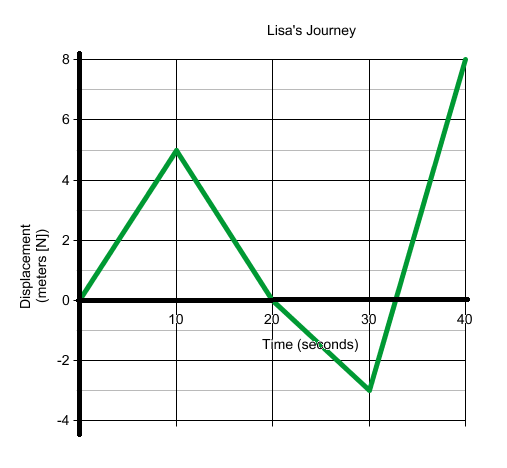 Lisa's Journey
Displacement
(meters [N])
8
6
4
2
0
-2
-4
10
20
30
40
Time (seconds)